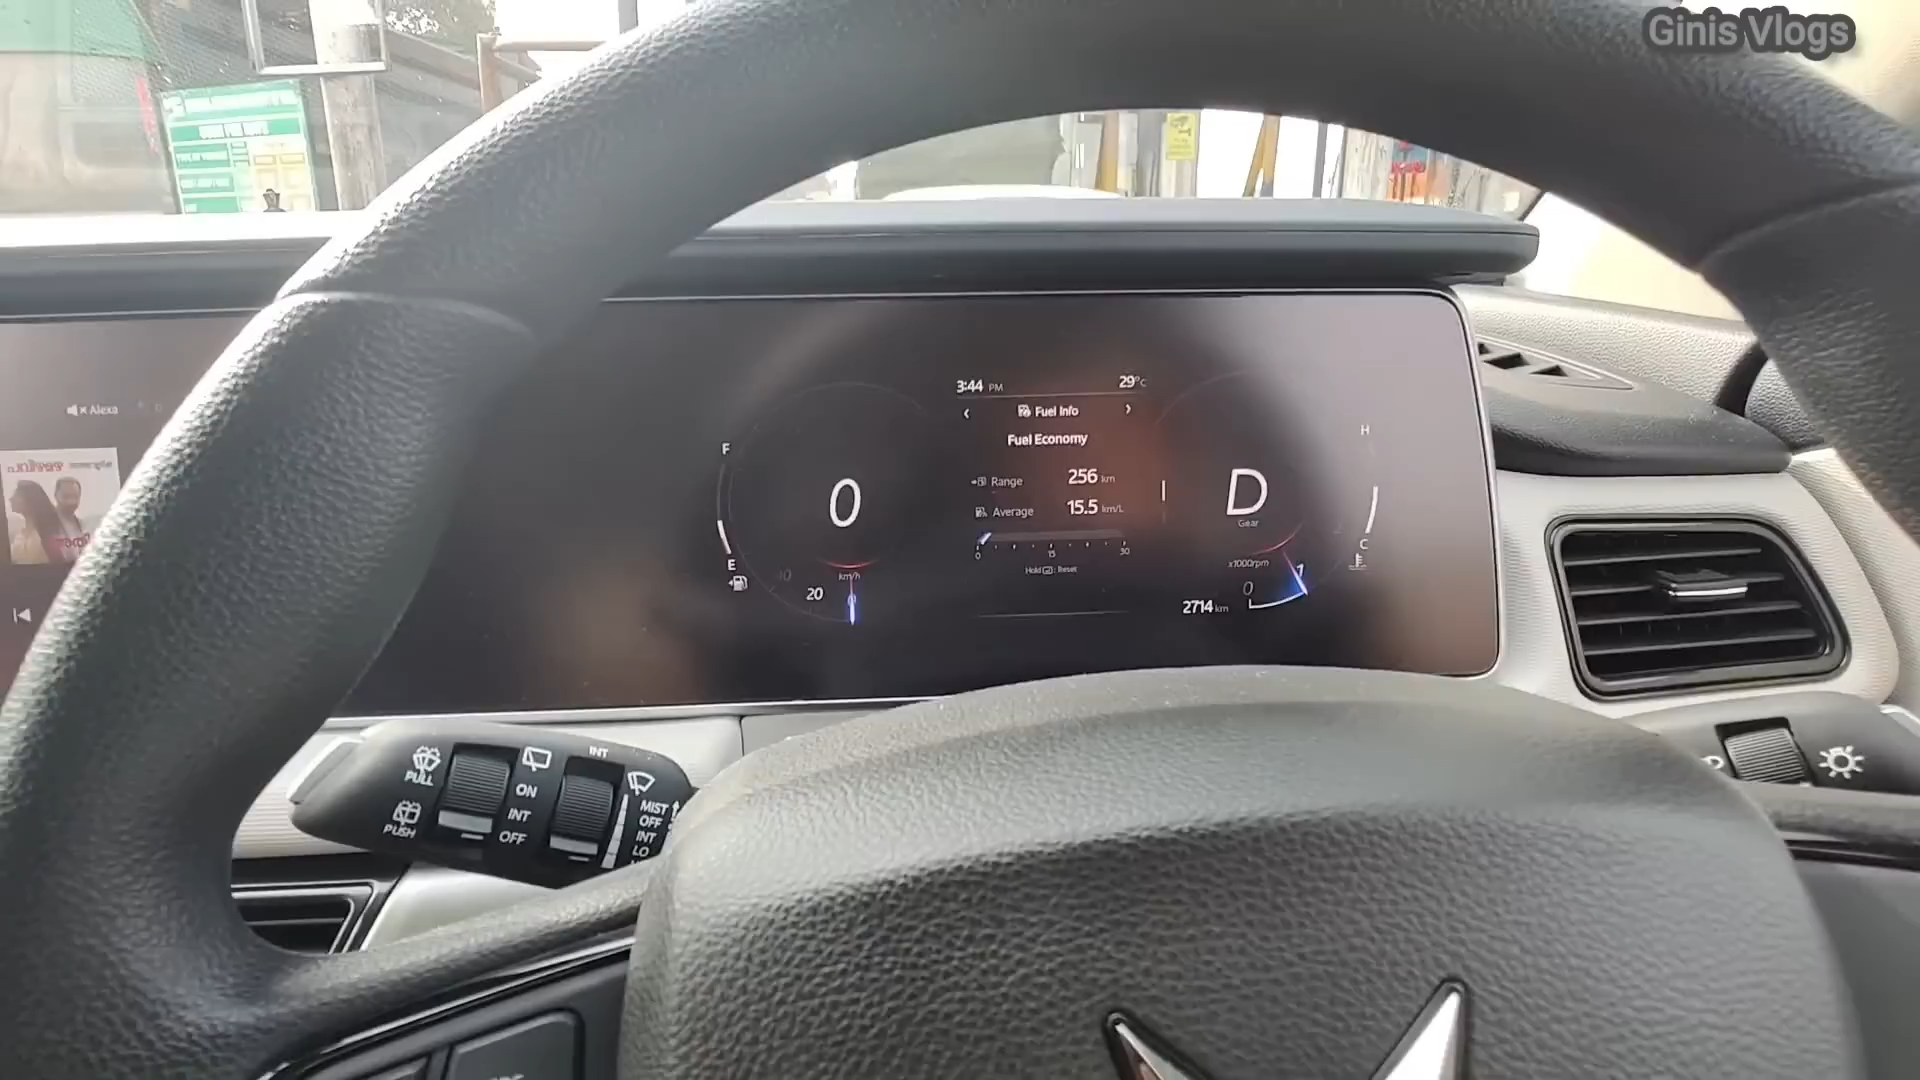 Ginis Vlogs
Alexa
3:44 PM
29°C
Fuel Info
Fuel Economy
Range 256 km
Average 15.5 km/L
0 15 30
Hold : Reset
F
E
0
km/h
20
H
C
D
Gear
x1000rpm
0 1
2714 km
PULL
PUSH
ON
INT
OFF
INT
MIST
OFF
INT
LO